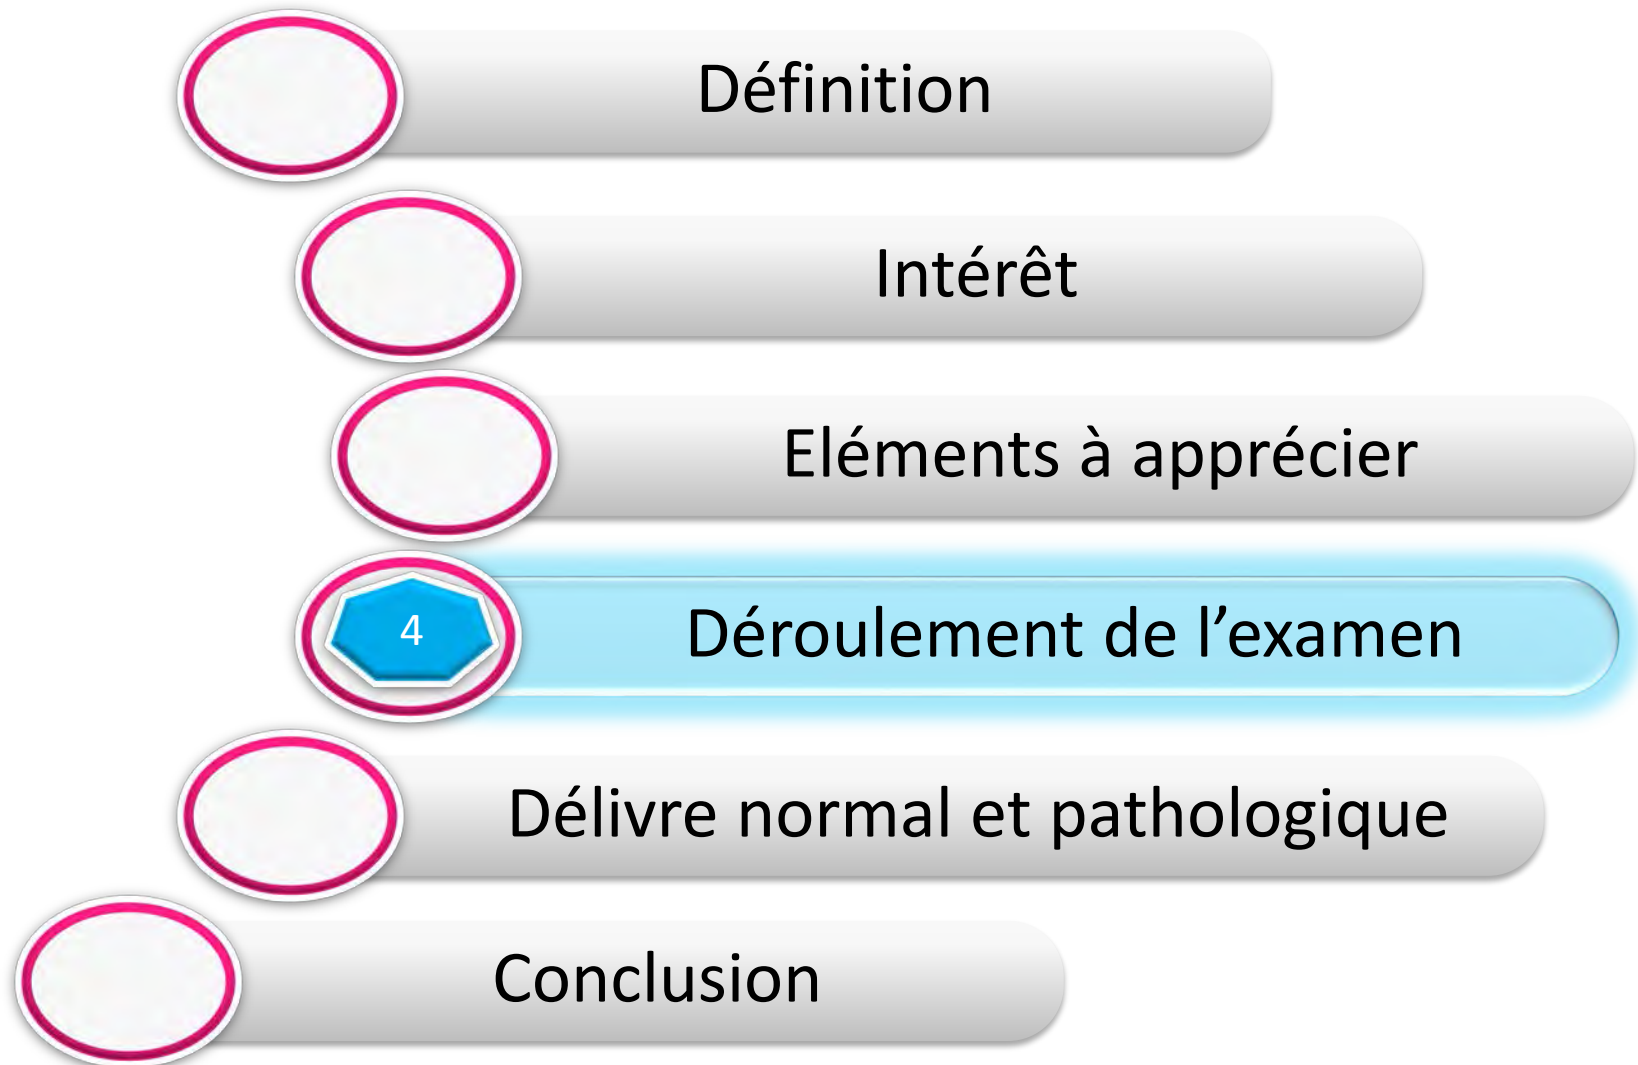 Définition
Intérêt
Eléments à apprécier
4
Déroulement de l’examen
Délivre normal et pathologique
Conclusion